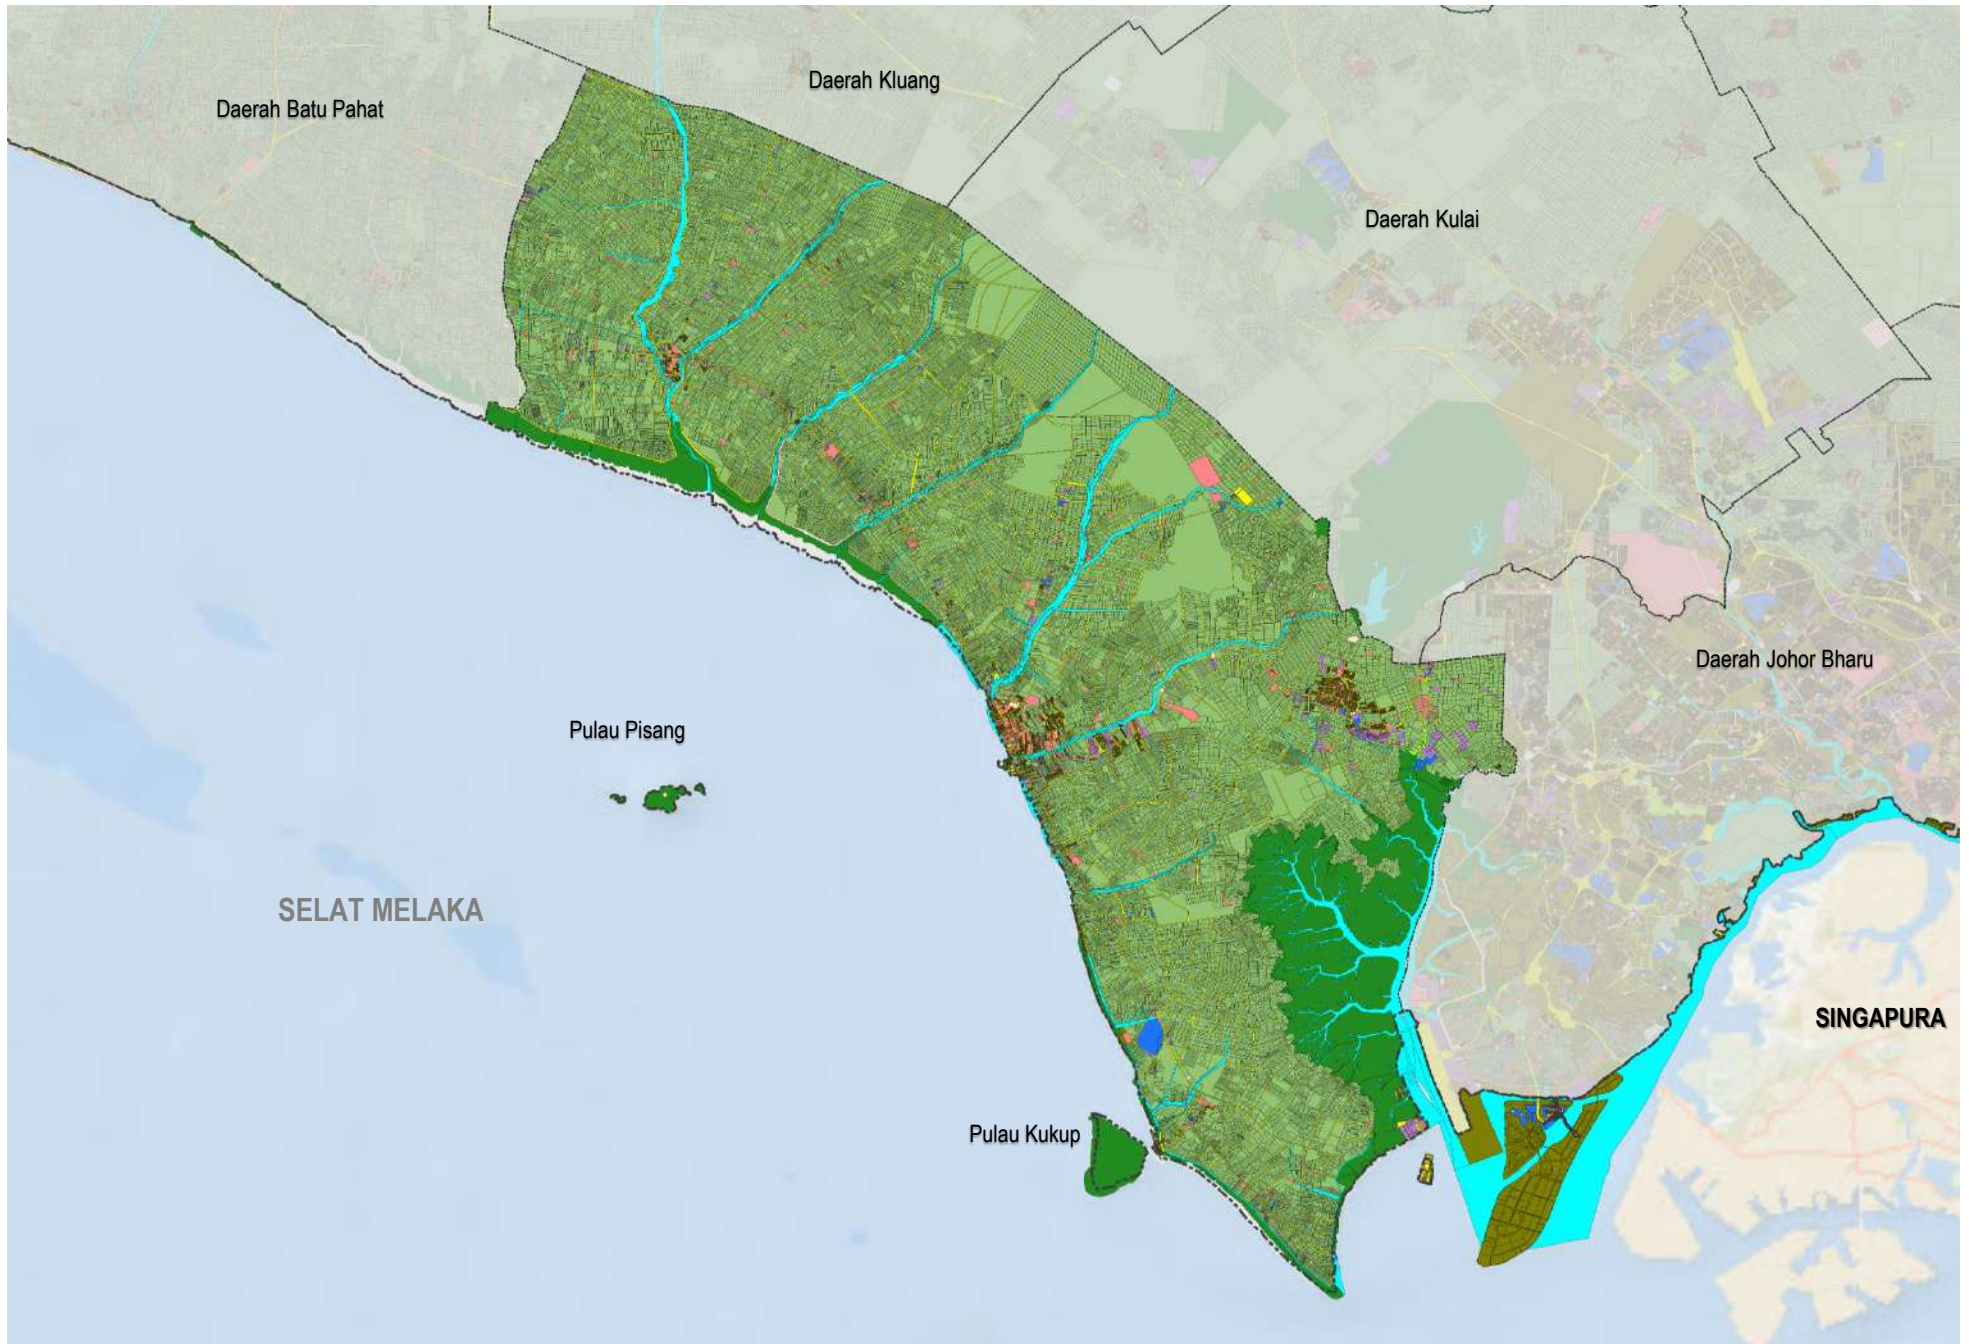 Daerah Kluang
Daerah Batu Pahat
Daerah Kulai
Daerah Johor Bharu
Pulau Pisang
SELAT MELAKA
SINGAPURA
Pulau Kukup